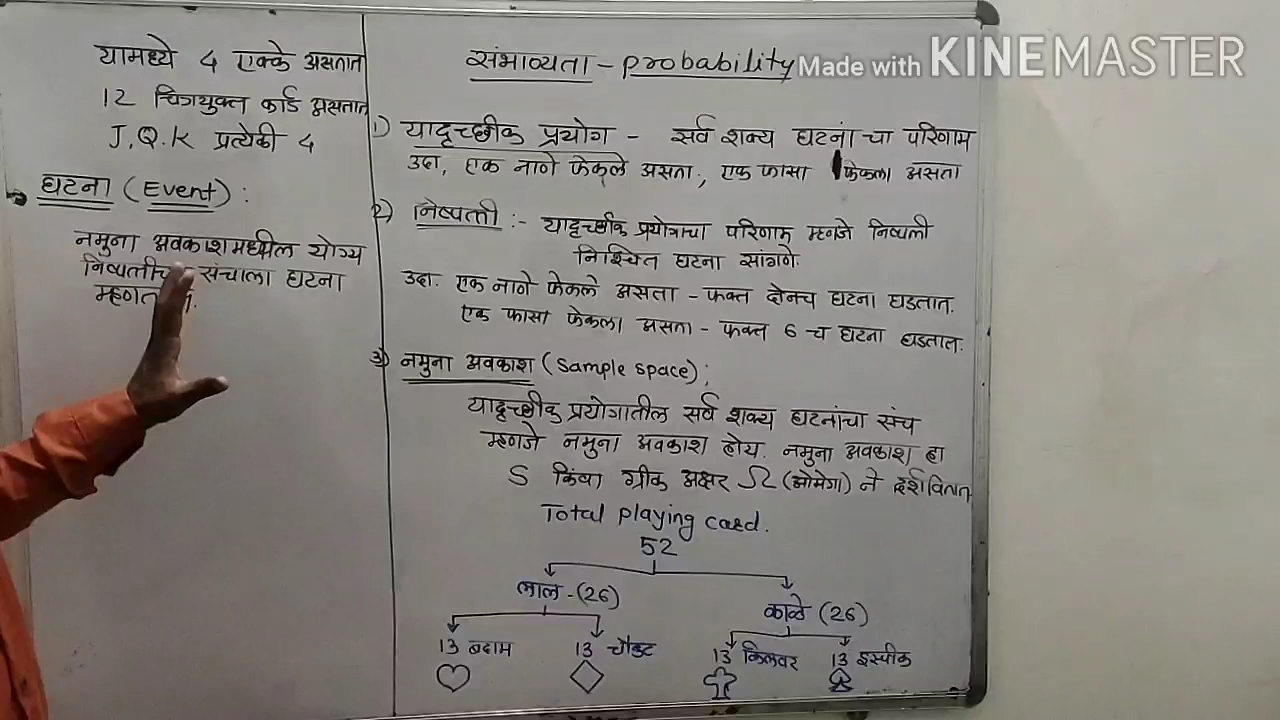 यामध्ये 4 एक्के असतात
12 चित्रयुक्त कार्ड असतात
J, Q, K प्रत्येकी 4
घटना (Event) :
नमुना अवकाशमधील योग्य
संचाला घटना
संभाव्यता - probability
Made with KINEMASTER
1) यादृच्छीक प्रयोग - सर्व शक्य घटनांचा परिणाम
उदा, एक नाणे फेकले असता, एक फासा फेकला असता
2) निष्पत्ती :- यादृच्छीक प्रयोगाचा परिणाम म्हणजे निष्पत्ती
निश्चित घटना सांगणे.
उदा. एक नाणे फेकले असता - फक्त दोनच घटना घडतात.
एक फासा फेकला असता - फक्त 6 च घटना घडतात.
3) नमुना अवकाश (Sample space);
यादृच्छीक प्रयोगातील सर्व शक्य घटनांचा संच
म्हणजे नमुना अवकाश होय. नमुना अवकाश हा
S किंवा ग्रीक अक्षर Ω (ओमेगा) ने दर्शवितात
Total playing card.
52
लाल - (26) काळे (26)
13 बदाम 13 चौकट 13 किलवर 13 इस्पीक